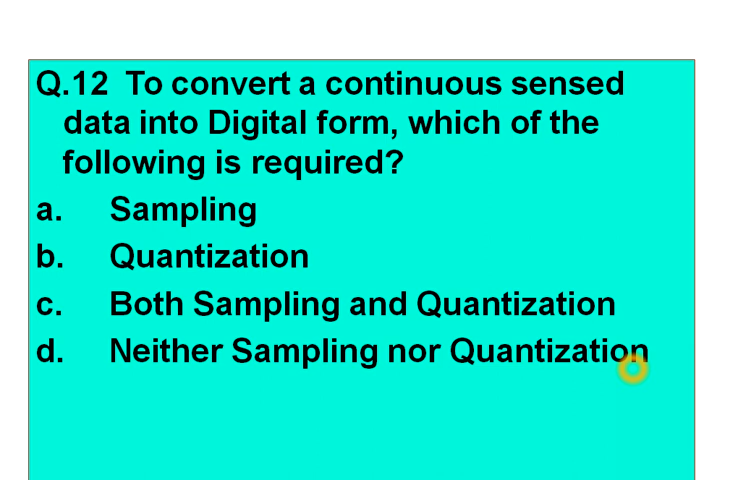 Q.12 To convert a continuous sensed
data into Digital form, which of the
following is required?
a. Sampling
b. Quantization
c. Both Sampling and Quantization
d. Neither Sampling nor Quantization